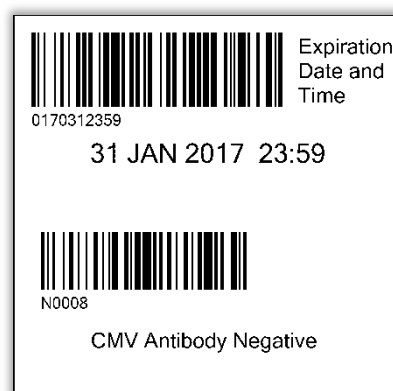 Expiration
Date and
Time
0170312359
31 JAN 2017 23:59
N0008
CMV Antibody Negative